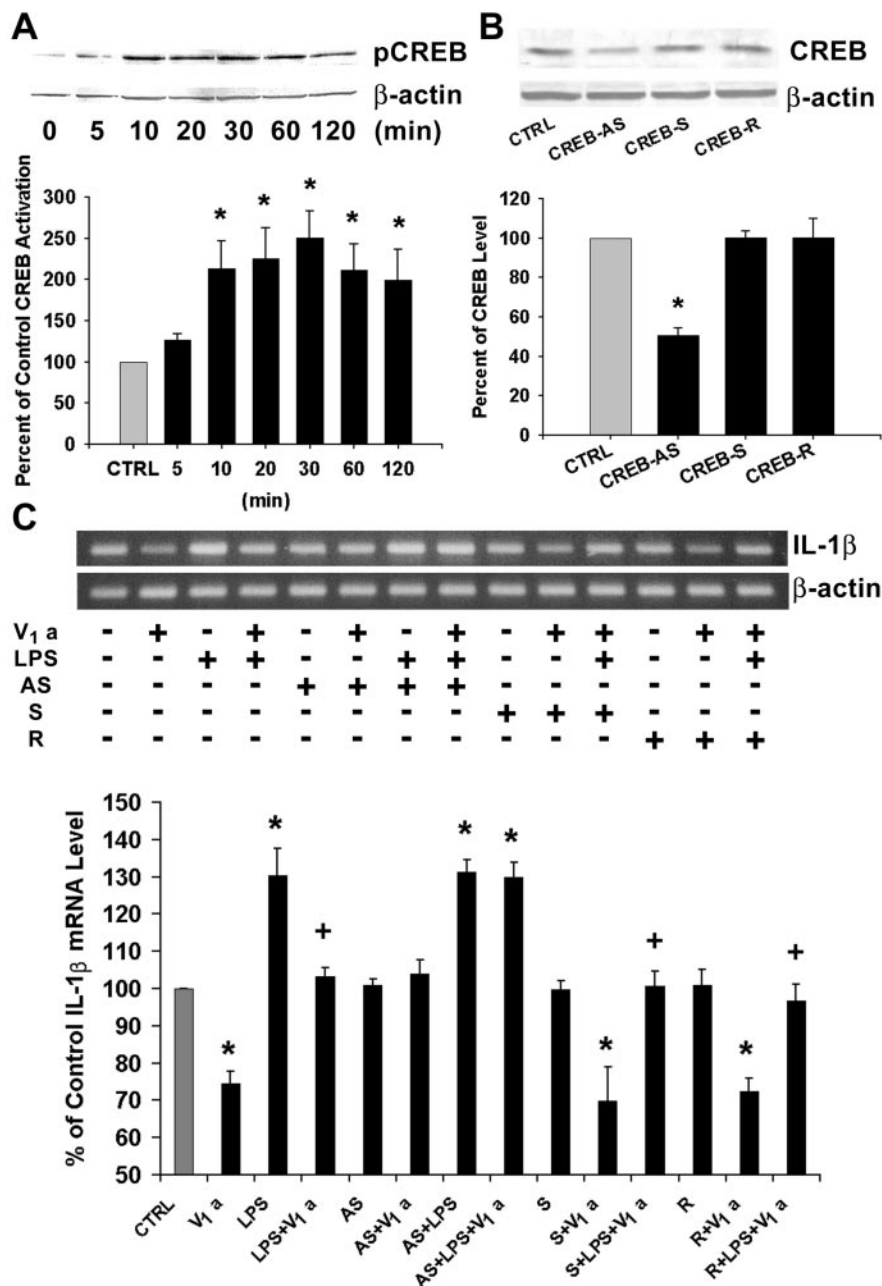 A
pCREB
β-actin
0 5 10 20 30 60 120 (min)
Percent of Control CREB Activation
300
250
200
150
100
50
0
* * * * *
CTRL 5 10 20 30 60 120
(min)
B
CREB
β-actin
CTRL CREB-AS CREB-S CREB-R
Percent of CREB Level
120
100
80
60
40
20
0
*
CTRL CREB-AS CREB-S CREB-R
C
IL-1β
β-actin
V1 a - + - + - + - + - + + - + +
LPS - - + + - - + + - - + - - +
AS - - - - + + + + - - - - - -
S - - - - - - - - + + + - - -
R - - - - - - - - - - - + + +
% of Control IL-1β mRNA Level
150
140
130
120
110
100
90
80
70
60
50
* * + * * * + * +
CTRL V1 a LPS LPS+V1 a AS AS+V1 a AS+LPS AS+LPS+V1 a S S+V1 a S+LPS+V1 a R R+V1 a R+LPS+V1 a